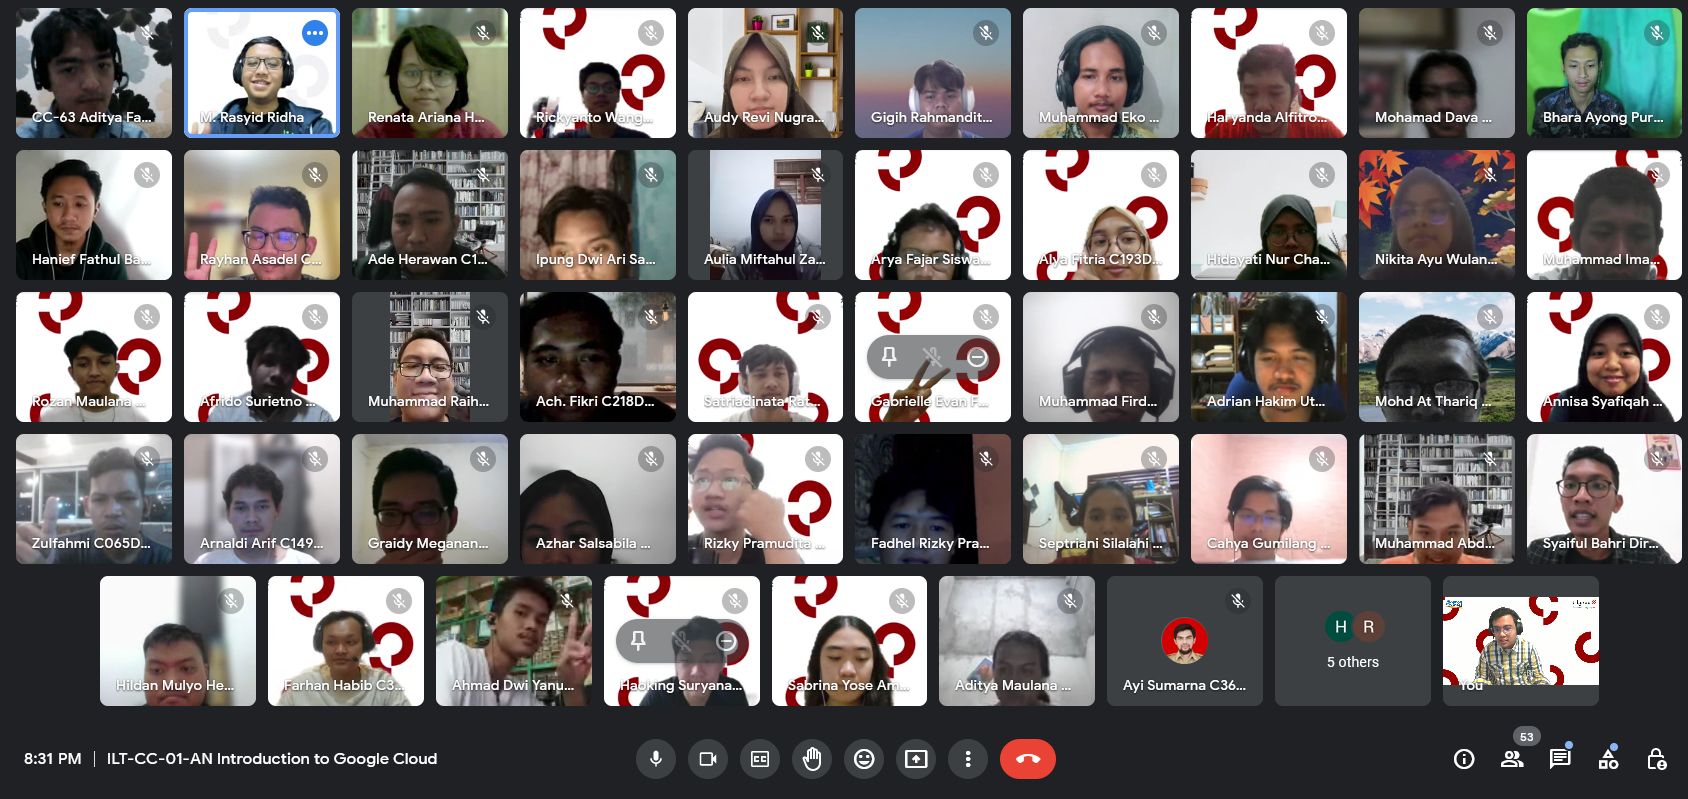 CC-63 Aditya Fa...
M. Rasyid Ridha
Renata Ariana H...
Rickyanto Wang...
Audy Revi Nugra...
Gigih Rahmandit...
Muhammad Eko ...
Haryanda Alfitro...
Mohamad Dava ...
Bhara Ayong Pur...
Hanief Fathul Ba...
Rayhan Asadel C...
Ade Herawan C1...
Ipung Dwi Ari Sa...
Aulia Miftahul Za...
Arya Fajar Siswa...
Alya Fitria C193D...
Hidayati Nur Cha...
Nikita Ayu Wulan...
Muhammad Ima...
Rozan Maulana ...
Afrido Surietno ...
Muhammad Raih...
Ach. Fikri C218D...
Satriadinata Rat...
Gabrielle Evan F...
Muhammad Fird...
Adrian Hakim Ut...
Mohd At Thariq ...
Annisa Syafiqah ...
Zulfahmi C065D...
Arnaldi Arif C149...
Graidy Meganan...
Azhar Salsabila ...
Rizky Pramudita ...
Fadhel Rizky Pra...
Septriani Silalahi ...
Cahya Gumilang ...
Muhammad Abd...
Syaiful Bahri Dir...
Hildan Mulyo He...
Farhan Habib C3...
Ahmad Dwi Yanu...
Haoking Suryana...
Sabrina Yose Am...
Aditya Maulana ...
Ayi Sumarna C36...
H R
5 others
You
8:31 PM | ILT-CC-01-AN Introduction to Google Cloud
53